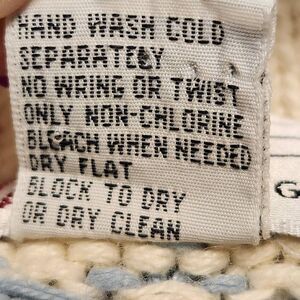 HAND WASH COLD
SEPARATELY
NO WRING OR TWIST
ONLY NON-CHLORINE
BLEACH WHEN NEEDED
DRY FLAT
BLOCK TO DRY
OR DRY CLEAN
G